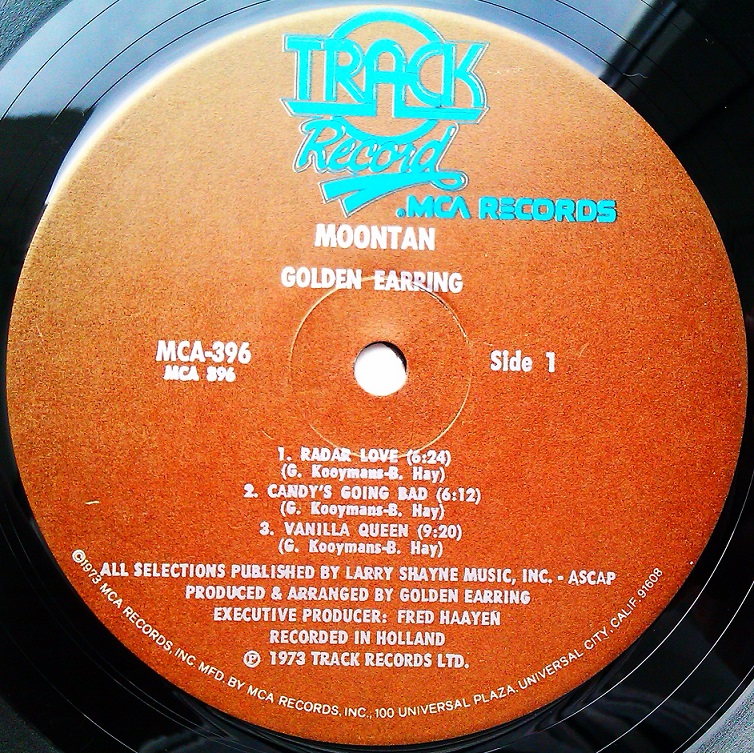 TRACK
Record
.MCA RECORDS
MOONTAN
GOLDEN EARRING
MCA-396
MCA 896
Side 1
1. RADAR LOVE (6:24)
(G. Kooymans-B. Hay)
2. CANDY'S GOING BAD (6:12)
(G. Kooymans-B. Hay)
3. VANILLA QUEEN (9:20)
(G. Kooymans-B. Hay)
ALL SELECTIONS PUBLISHED BY LARRY SHAYNE MUSIC, INC. - ASCAP
PRODUCED & ARRANGED BY GOLDEN EARRING
EXECUTIVE PRODUCER: FRED HAAYEN
RECORDED IN HOLLAND
℗ 1973 TRACK RECORDS LTD.
©1973 MCA RECORDS, INC MFD. BY MCA RECORDS, INC., 100 UNIVERSAL PLAZA, UNIVERSAL CITY, CALIF. 91608